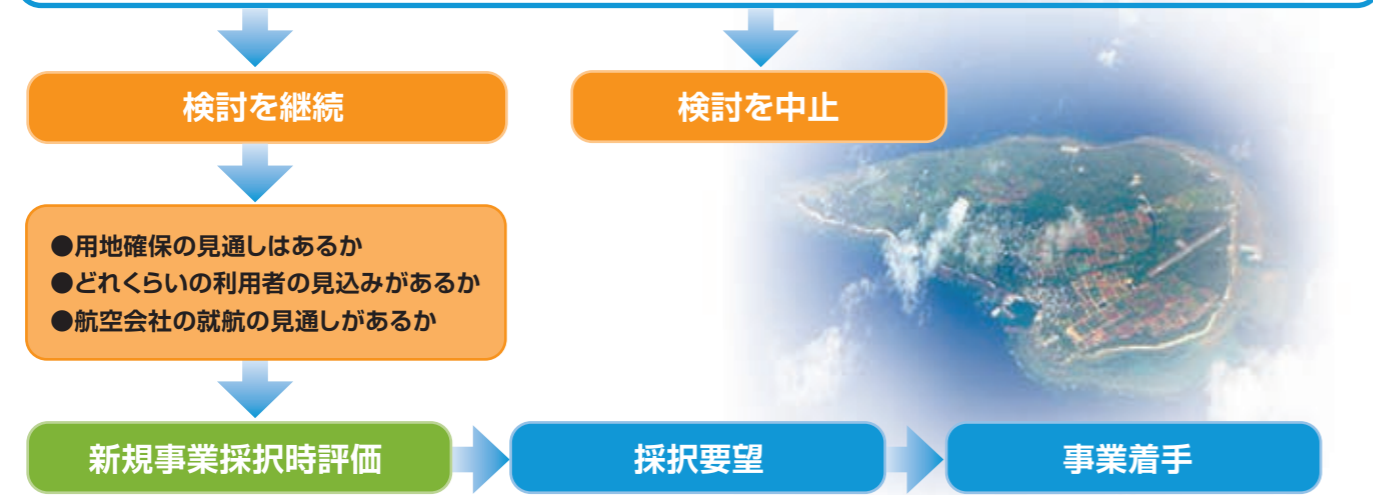 検討を継続
検討を中止
●用地確保の見通しはあるか
●どれくらいの利用者の見込みがあるか
●航空会社の就航の見通しがあるか
新規事業採択時評価
採択要望
事業着手